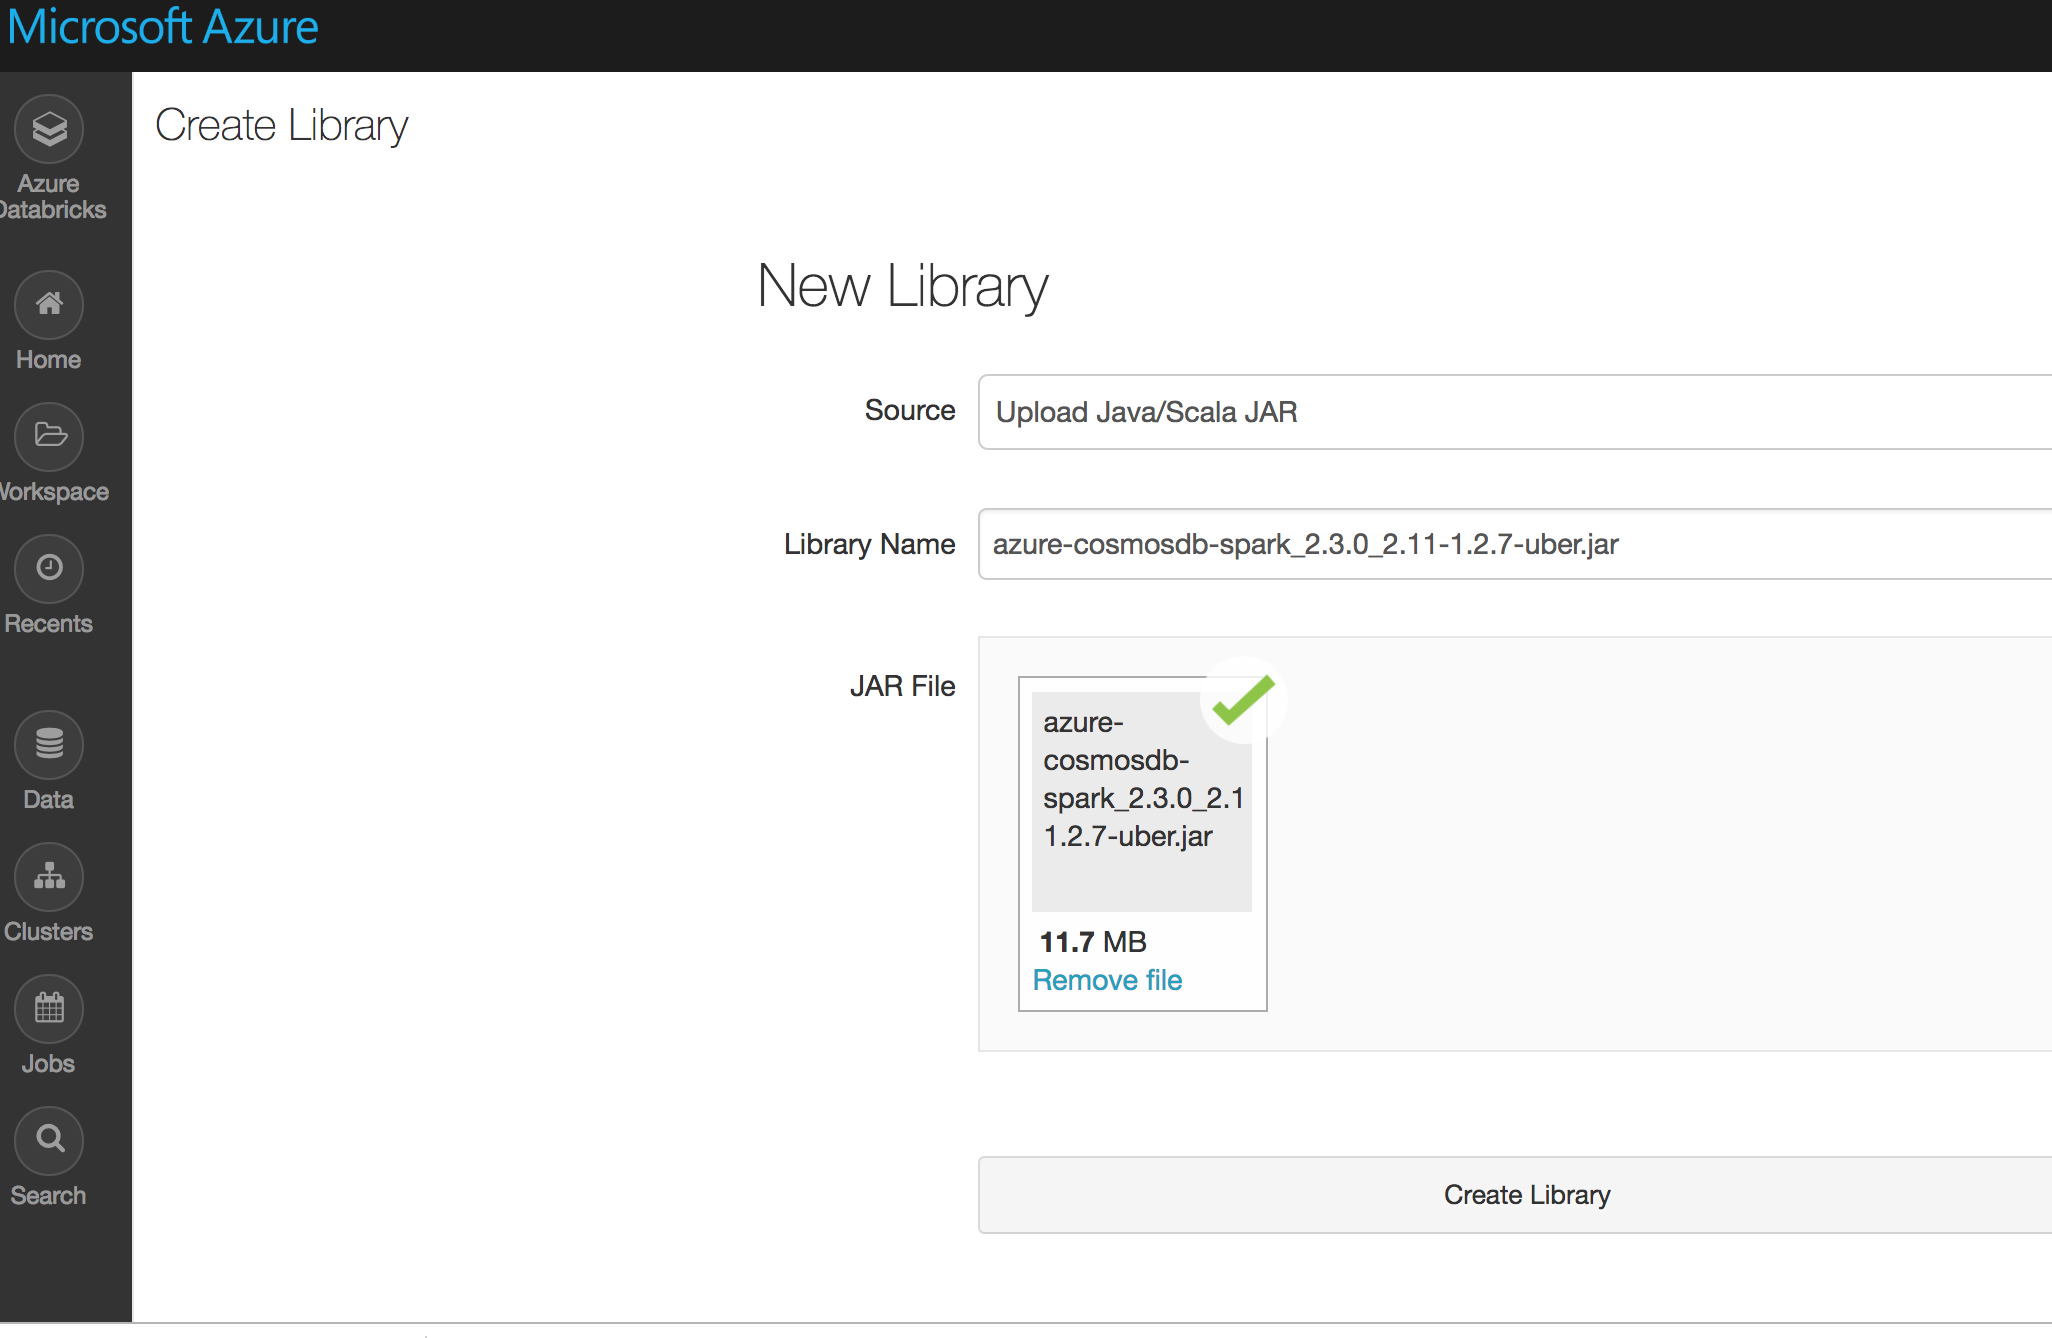 Microsoft Azure
Create Library
Azure
Databricks
Home
Workspace
Recents
Data
Clusters
Jobs
Search
New Library
Source
Upload Java/Scala JAR
Library Name
azure-cosmosdb-spark_2.3.0_2.11-1.2.7-uber.jar
JAR File
azure-
cosmosdb-
spark_2.3.0_2.1
1.2.7-uber.jar
11.7 MB
Remove file
Create Library